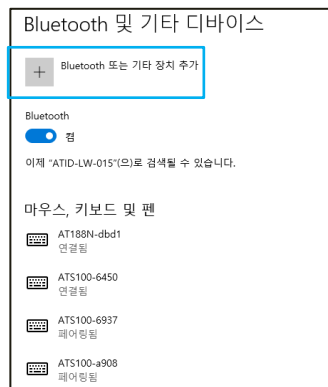 Bluetooth 및 기타 디바이스
Bluetooth 또는 기타 장치 추가
Bluetooth
켬
이제 "ATID-LW-015"(으)로 검색될 수 있습니다.
마우스, 키보드 및 펜
AT188N-dbd1
연결됨
ATS100-6450
연결됨
ATS100-6937
페어링됨
ATS100-a908
페어링됨